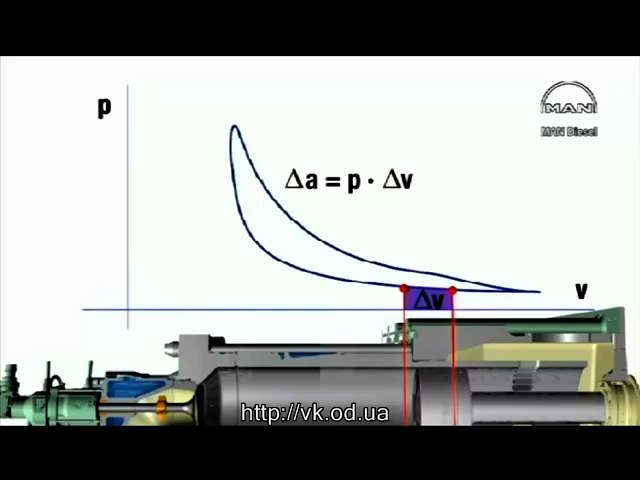 p
MAN
MAN Diesel
Δa = p · Δv
v
Δv
http://vk.od.ua